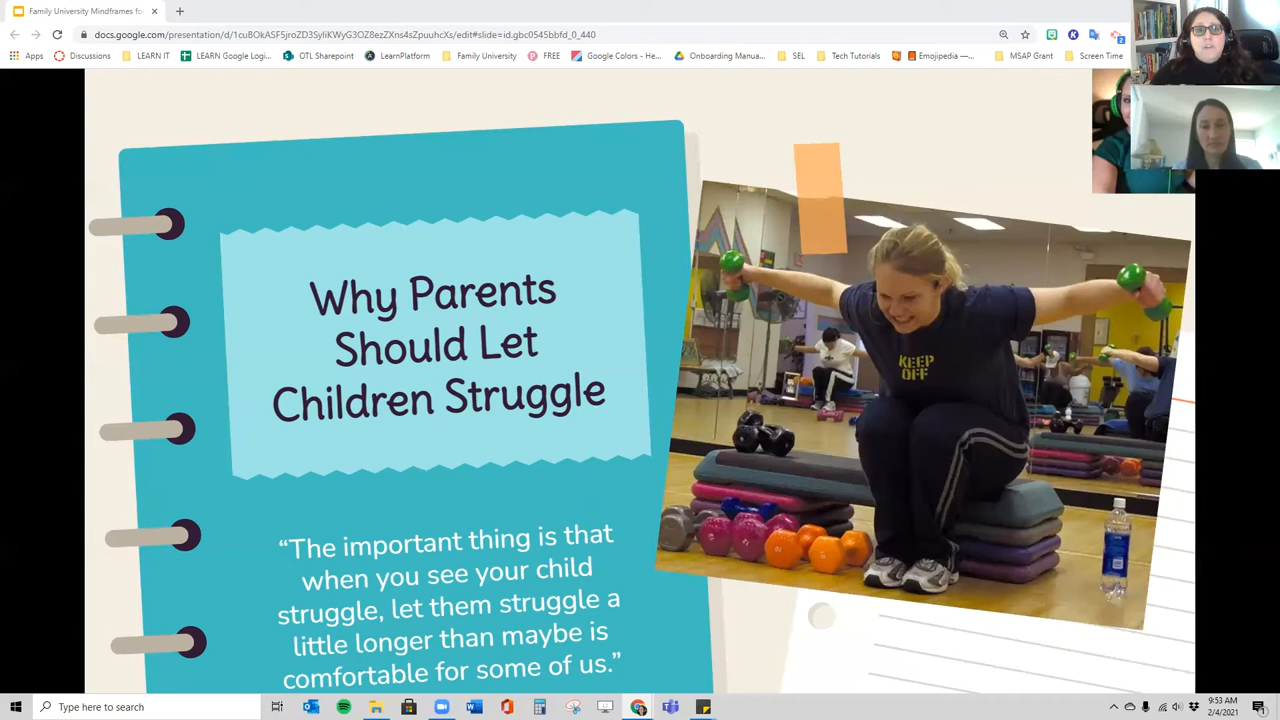 Family University Mindframes for
docs.google.com/presentation/d/1cuBOkASF5jroZD3SyliKWyG3OZ8ezZXns4sZpuuhcXs/edit#slide=id.gbc0545bbfd_0_440
Apps
Discussions
LEARN IT
LEARN Google Logi...
OTL Sharepoint
LearnPlatform
Family University
FREE
Google Colors - He...
Onboarding Manua...
SEL
Tech Tutorials
Emojipedia —...
MSAP Grant
Screen Time
Why Parents
Should Let
Children Struggle
“The important thing is that
when you see your child
struggle, let them struggle a
little longer than maybe is
comfortable for some of us.”
KEEP
OFF
Type here to search
9:53 AM
2/4/2021